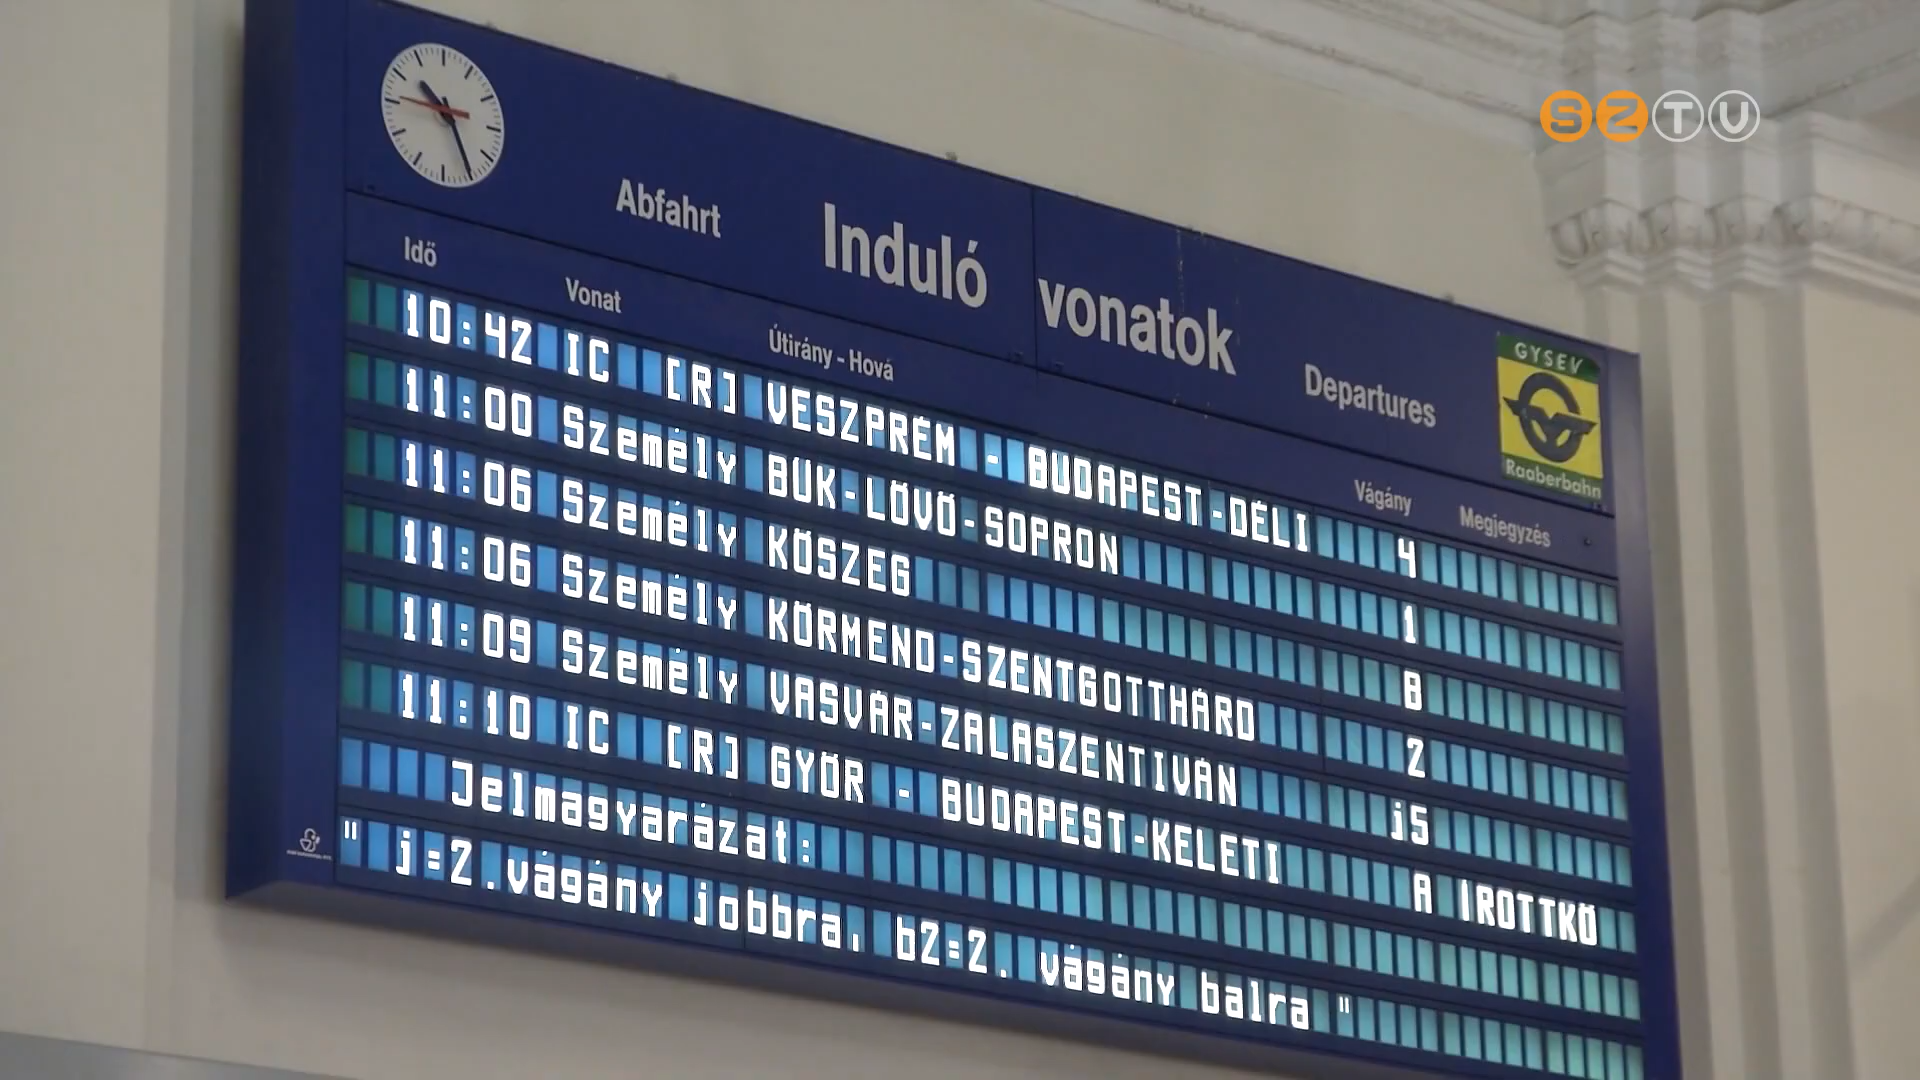 SZTV
Abfahrt Induló vonatok Departures
GYSEV
Raaberbahn
Idő Vonat Útirány - Hová Vágány Megjegyzés
10:42 IC [R] VESZPRÉM - BUDAPEST-DÉLI 4
11:00 Személy BÜK-LÖVŐ-SOPRON 1
11:06 Személy KŐSZEG B
11:06 Személy KÖRMEND-SZENTGOTTHÁRD 2
11:09 Személy VASVÁR-ZALASZENTIVÁN j5
11:10 IC [R] GYŐR - BUDAPEST-KELETI A IROTTKŐ
Jelmagyarázat:
" j=2.vágány jobbra, b2=2. vágány balra "